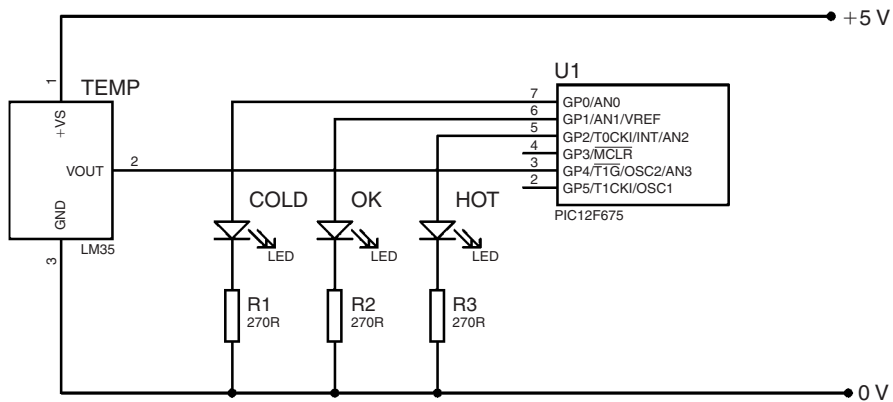 +5 V
U1
TEMP
1
+VS
VOUT
2
GND
3
LM35
7
GP0/AN0
6
GP1/AN1/VREF
5
GP2/T0CKI/INT/AN2
4
GP3/MCLR
3
GP4/T1G/OSC2/AN3
2
GP5/T1CKI/OSC1
PIC12F675
COLD
OK
HOT
LED
LED
LED
R1
270R
R2
270R
R3
270R
0 V